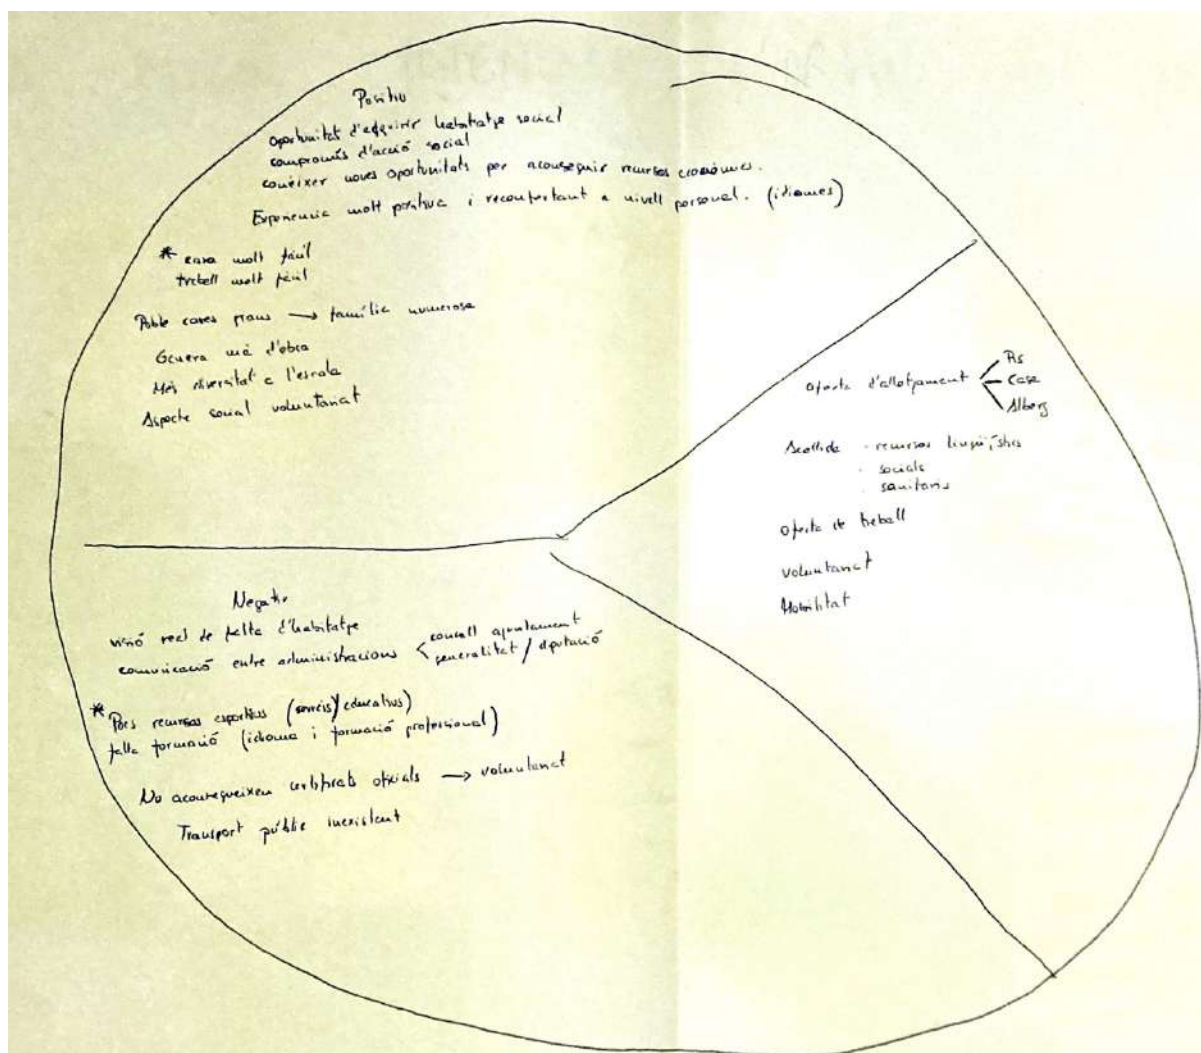 Positiu
oportunitat d'adquirir habitatge social
compromís d'acció social
conèixer noves oportunitats per aconseguir recursos econòmics.
Experiencia molt positiva i reconfortant a nivell personal. (idiomes)
* casa molt fàcil
treball molt fàcil
Poble cases grans → família numerosa
Genera mà d'obra
Més diversitat a l'escola
Aspecte social voluntariat
Oferta d'allotjament
Pis
Casa
Alberg
Acollida - recursos lingüístics
· socials
· sanitaris
oferta de treball
voluntariat
Mobilitat
Negatiu
visió real de falta d'habitatge
comunicació entre administracions
consell ajuntament
generalitat / diputació
* Pocs recursos esportius (serveis/educatius)
falta formació (idioma i formació professional)
No aconsegueixen certificats oficials → voluntariat
Transport públic inexistent